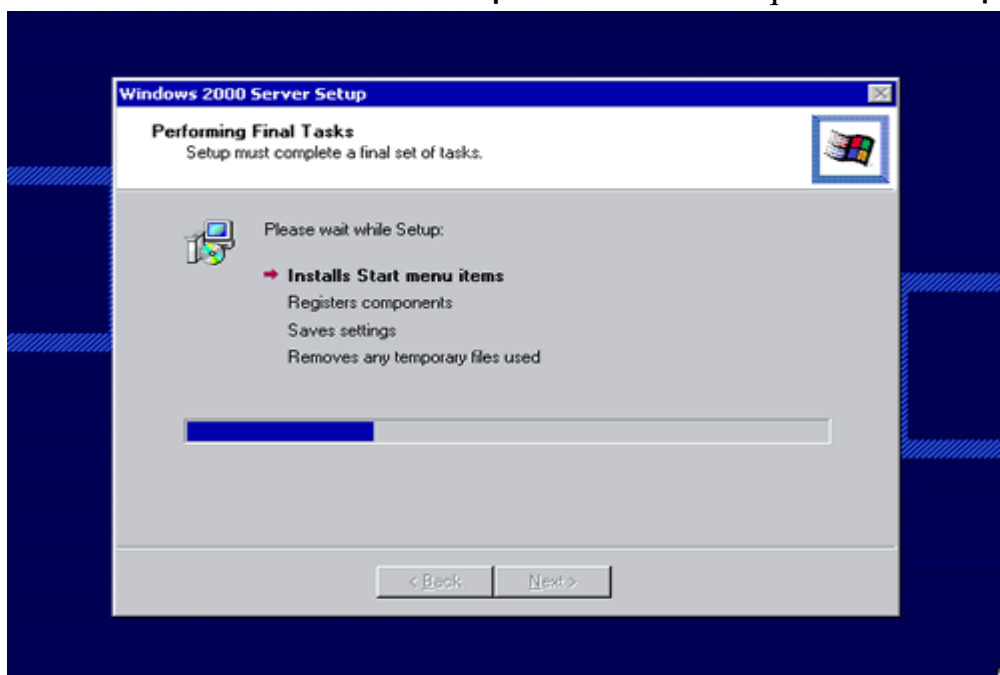 Windows 2000 Server Setup
Performing Final Tasks
Setup must complete a final set of tasks.
Please wait while Setup:
Installs Start menu items
Registers components
Saves settings
Removes any temporary files used
< Back
Next >